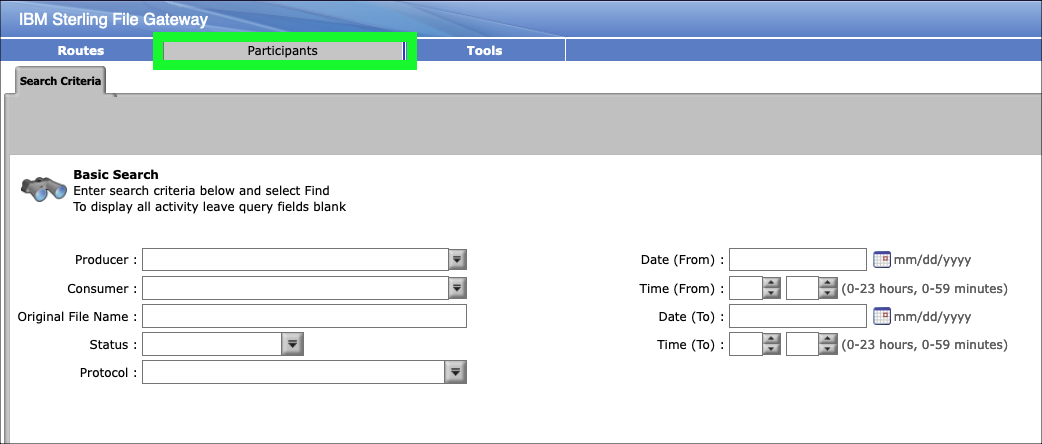 IBM Sterling File Gateway
Routes Participants Tools
Search Criteria
Basic Search
Enter search criteria below and select Find
To display all activity leave query fields blank
Producer : Date (From) : mm/dd/yyyy
Consumer : Time (From) : (0-23 hours, 0-59 minutes)
Original File Name : Date (To) : mm/dd/yyyy
Status : Time (To) : (0-23 hours, 0-59 minutes)
Protocol :